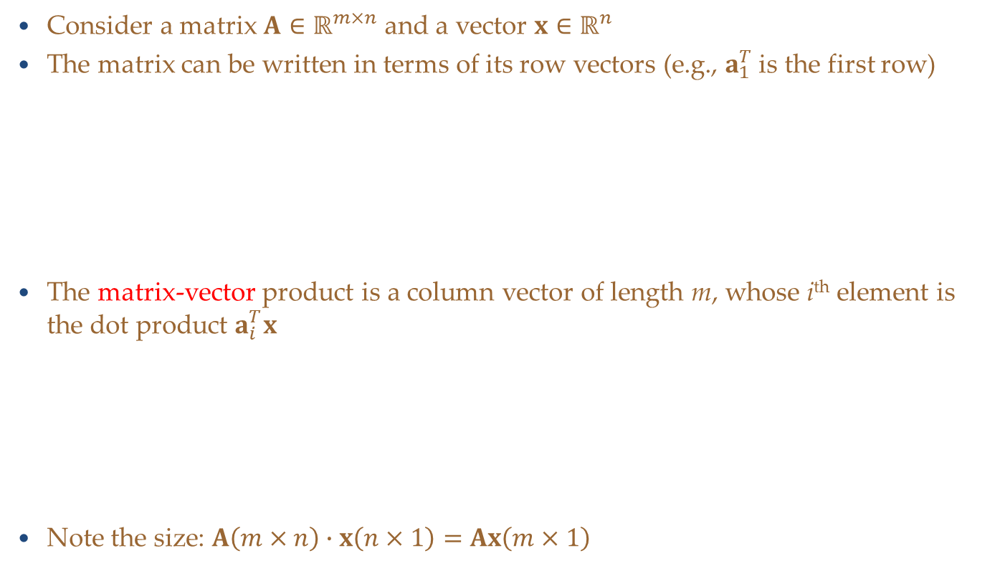 • Consider a matrix 𝐀 ∈ ℝ^{m×n} and a vector 𝐱 ∈ ℝ^n
• The matrix can be written in terms of its row vectors (e.g., 𝐚_1^T is the first row)
• The matrix-vector product is a column vector of length m, whose i^th element is
the dot product 𝐚_i^T 𝐱
• Note the size: 𝐀(m × n) · 𝐱(n × 1) = 𝐀𝐱(m × 1)